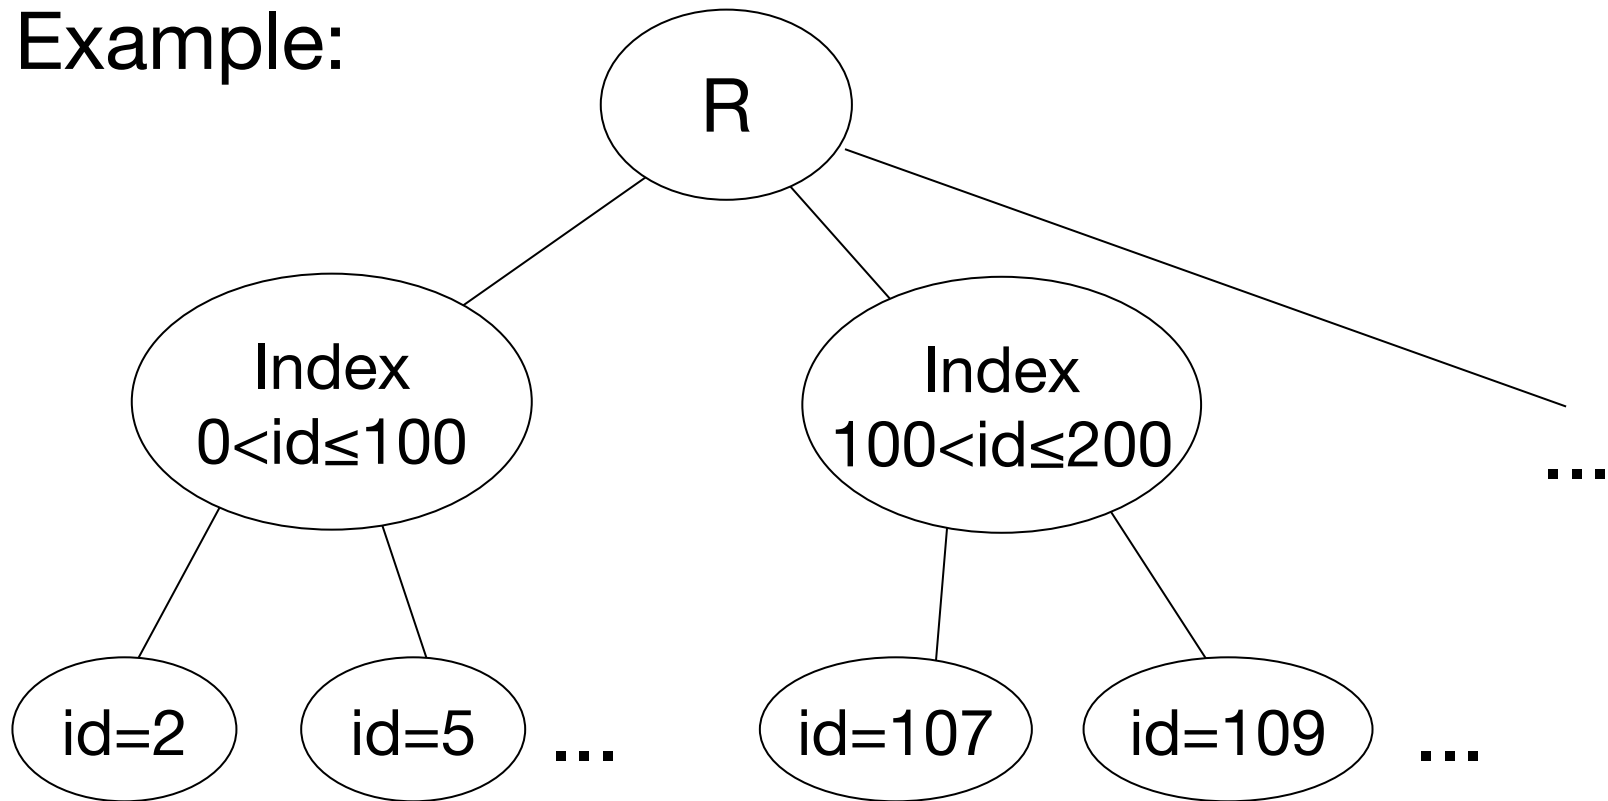 Example:
R
Index
0<id≤100
Index
100<id≤200
...
id=2
id=5
...
id=107
id=109
...